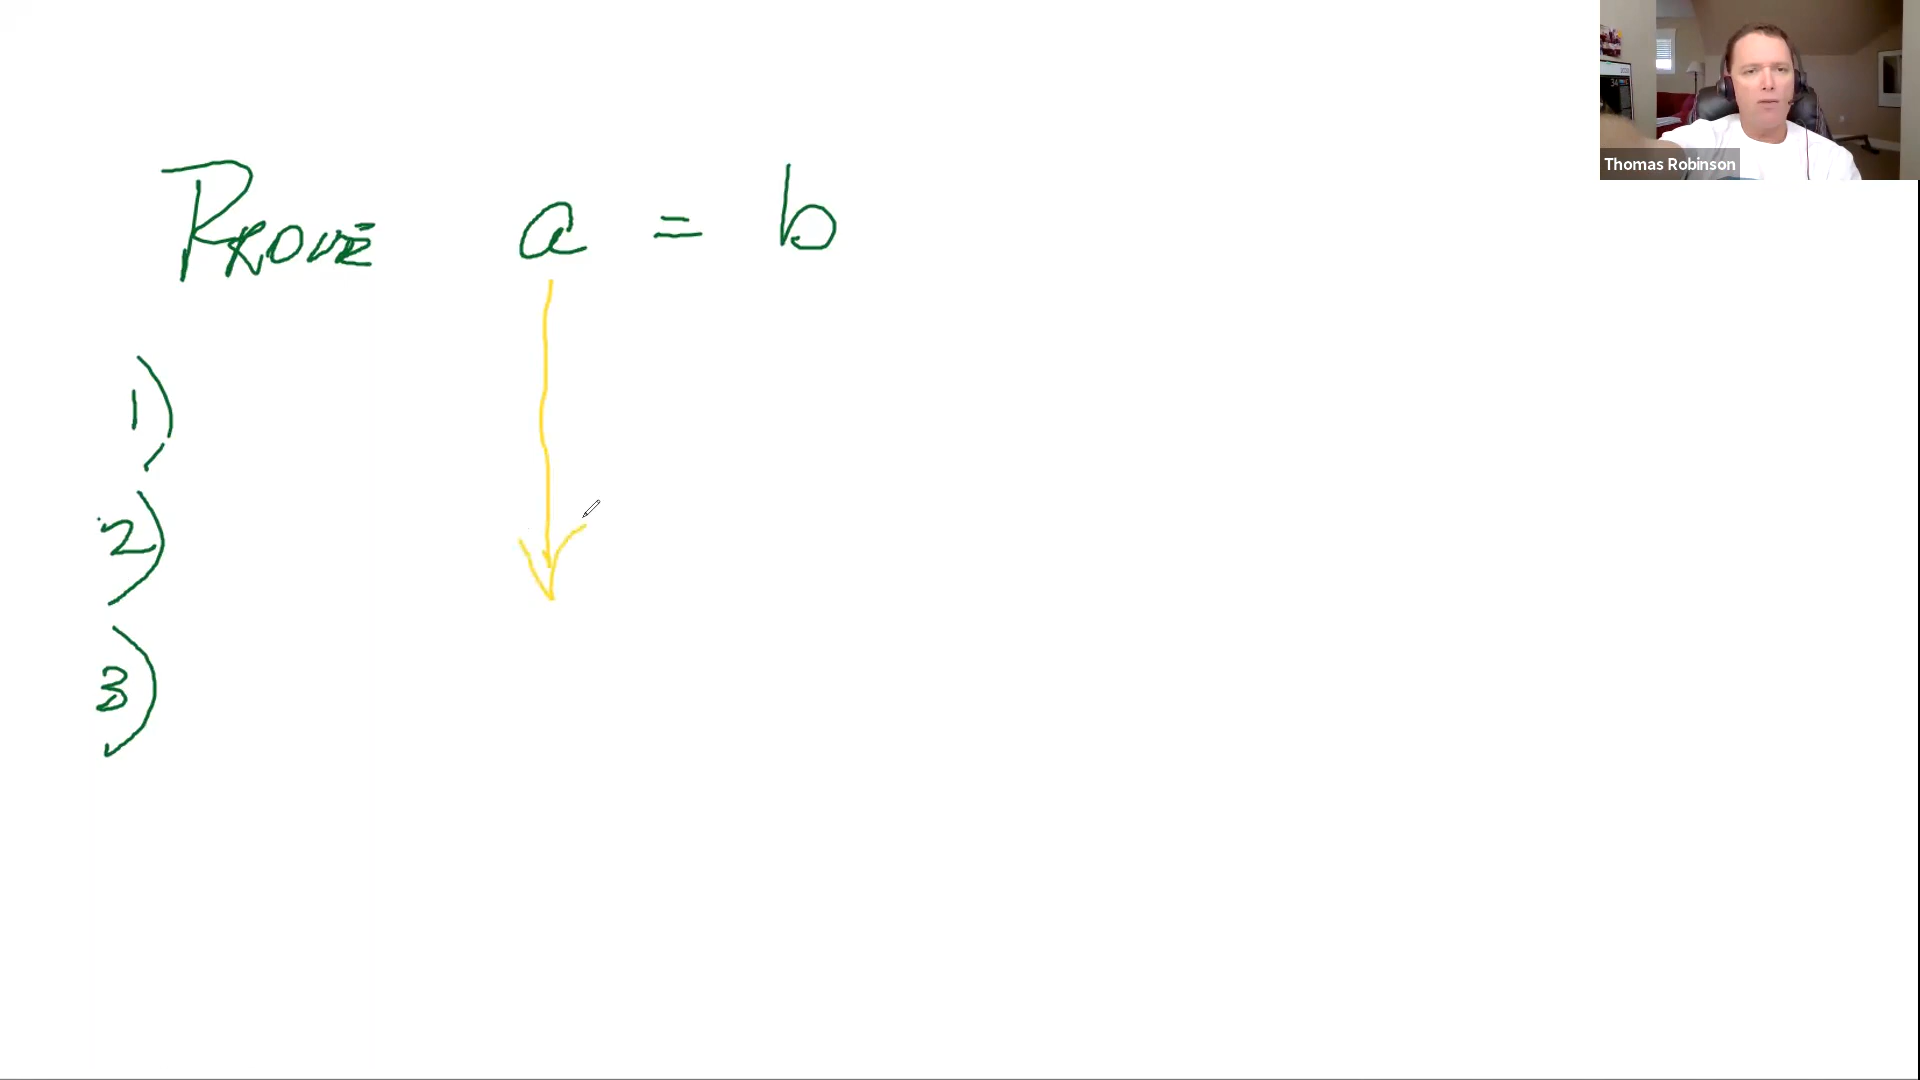 PROVE a = b
1)
2)
3)
Thomas Robinson